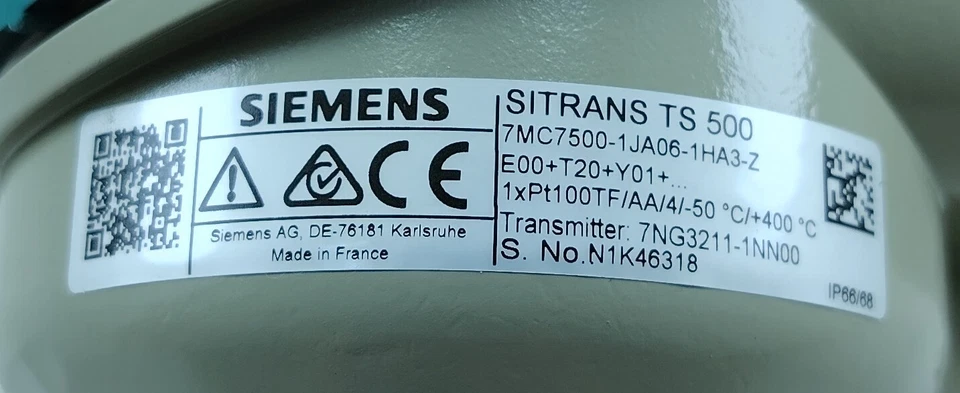 SIEMENS
CE
Siemens AG, DE-76181 Karlsruhe
Made in France
SITRANS TS 500
7MC7500-1JA06-1HA3-Z
E00+T20+Y01+...
1xPt100TF/AA/4/-50 °C/+400 °C
Transmitter: 7NG3211-1NN00
S. No.N1K46318
IP66/68